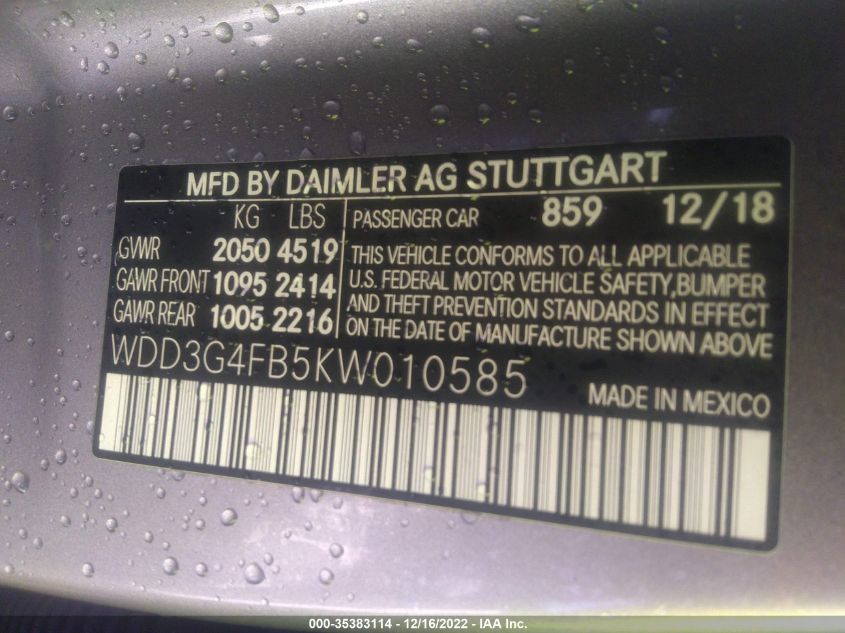 MFD BY DAIMLER AG STUTTGART
KG LBS
GVWR 2050 4519
GAWR FRONT 1095 2414
GAWR REAR 1005 2216
PASSENGER CAR 859 12/18
THIS VEHICLE CONFORMS TO ALL APPLICABLE
U.S. FEDERAL MOTOR VEHICLE SAFETY,BUMPER
AND THEFT PREVENTION STANDARDS IN EFFECT
ON THE DATE OF MANUFACTURE SHOWN ABOVE
WDD3G4FB5KW010585
MADE IN MEXICO
000-35383114 - 12/16/2022 - IAA Inc.